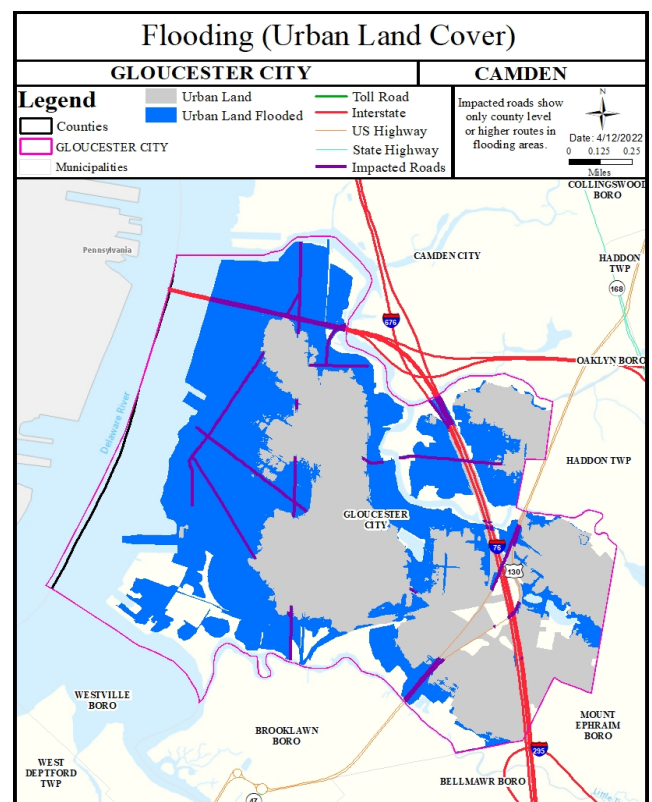 Flooding (Urban Land Cover)
GLOUCESTER CITY
CAMDEN
Legend
Counties
GLOUCESTER CITY
Municipalities
Urban Land
Urban Land Flooded
Toll Road
Interstate
US Highway
State Highway
Impacted Roads
Impacted roads show
only county level
or higher routes in
flooding areas.
N
Date: 4/12/2022
0 0.125 0.25
Miles
COLLINGSWOOD
BORO
Pennsylvania
CAMDEN CITY
HADDON
TWP
168
676
OAKLYN BORO
Delaware River
HADDON TWP
GLOUCESTER
CITY
76
130
WESTVILLE
BORO
BROOKLAWN
BORO
MOUNT
EPHRAIM
BORO
295
WEST
DEPTFORD
TWP
BELLMAWR BORO
47
Little